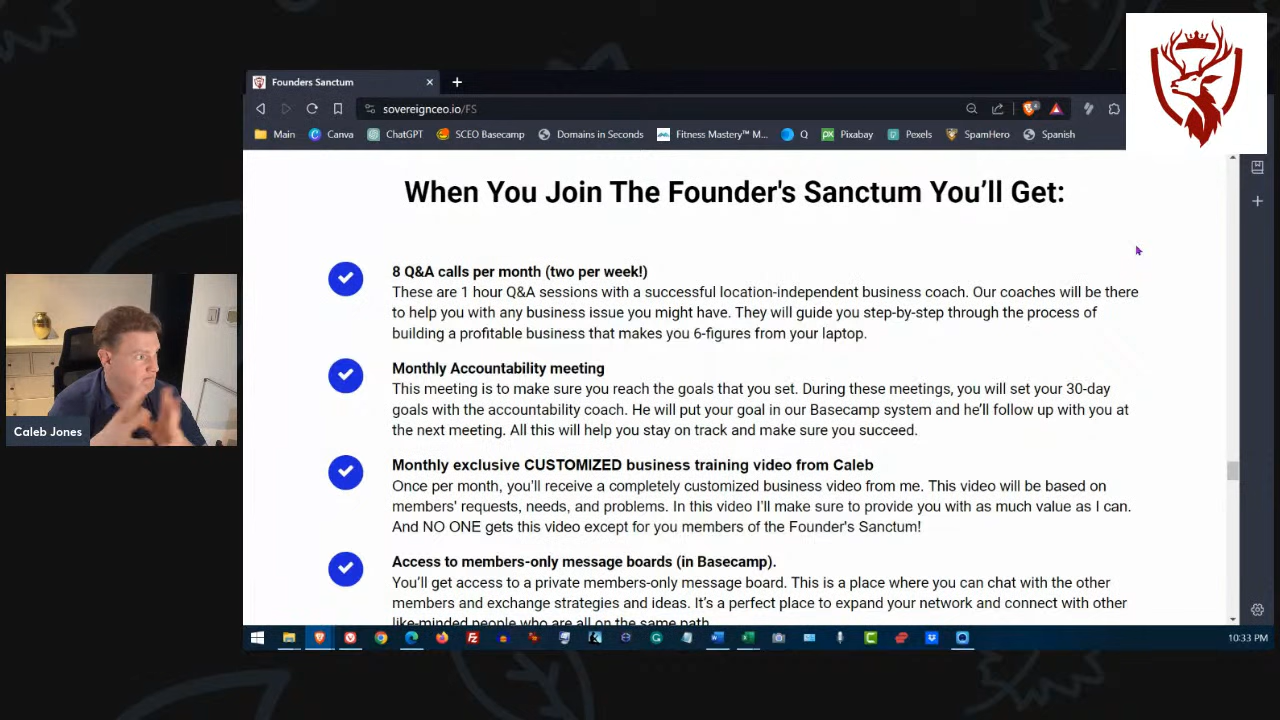 Founders Sanctum
sovereignceo.io/FS
Main Canva ChatGPT SCEO Basecamp Domains in Seconds Fitness Mastery™ M... Q Pixabay Pexels SpamHero Spanish
When You Join The Founder's Sanctum You'll Get:
8 Q&A calls per month (two per week!)
These are 1 hour Q&A sessions with a successful location-independent business coach. Our coaches will be there
to help you with any business issue you might have. They will guide you step-by-step through the process of
building a profitable business that makes you 6-figures from your laptop.
Monthly Accountability meeting
This meeting is to make sure you reach the goals that you set. During these meetings, you will set your 30-day
goals with the accountability coach. He will put your goal in our Basecamp system and he'll follow up with you at
the next meeting. All this will help you stay on track and make sure you succeed.
Caleb Jones
Monthly exclusive CUSTOMIZED business training video from Caleb
Once per month, you'll receive a completely customized business video from me. This video will be based on
members' requests, needs, and problems. In this video I'll make sure to provide you with as much value as I can.
And NO ONE gets this video except for you members of the Founder's Sanctum!
Access to members-only message boards (in Basecamp).
You'll get access to a private members-only message board. This is a place where you can chat with the other
members and exchange strategies and ideas. It's a perfect place to expand your network and connect with other
like-minded people who are all on the same path.
10:33 PM